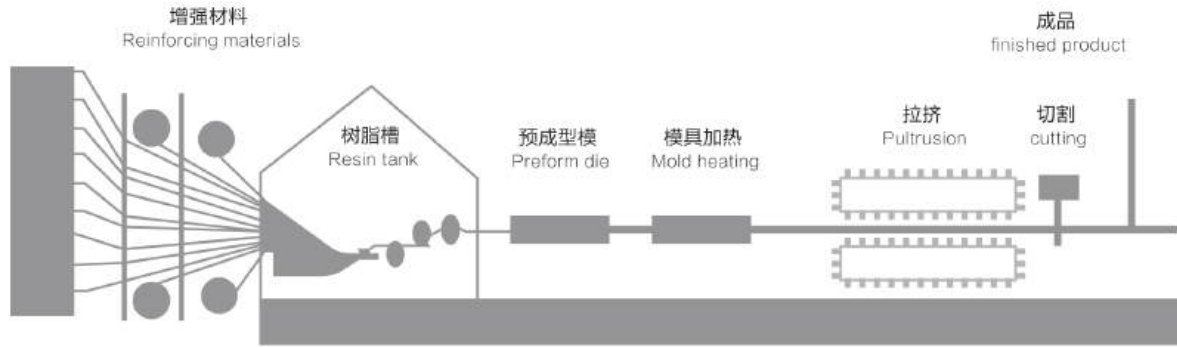 增强材料
Reinforcing materials
树脂槽
Resin tank
预成型模
Preform die
模具加热
Mold heating
拉挤
Pultrusion
切割
cutting
成品
finished product